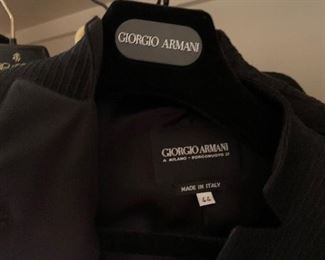 GIORGIO ARMANI
GIORGIO ARMANI
A MILANO - BORGONUOVO 21
MADE IN ITALY
44